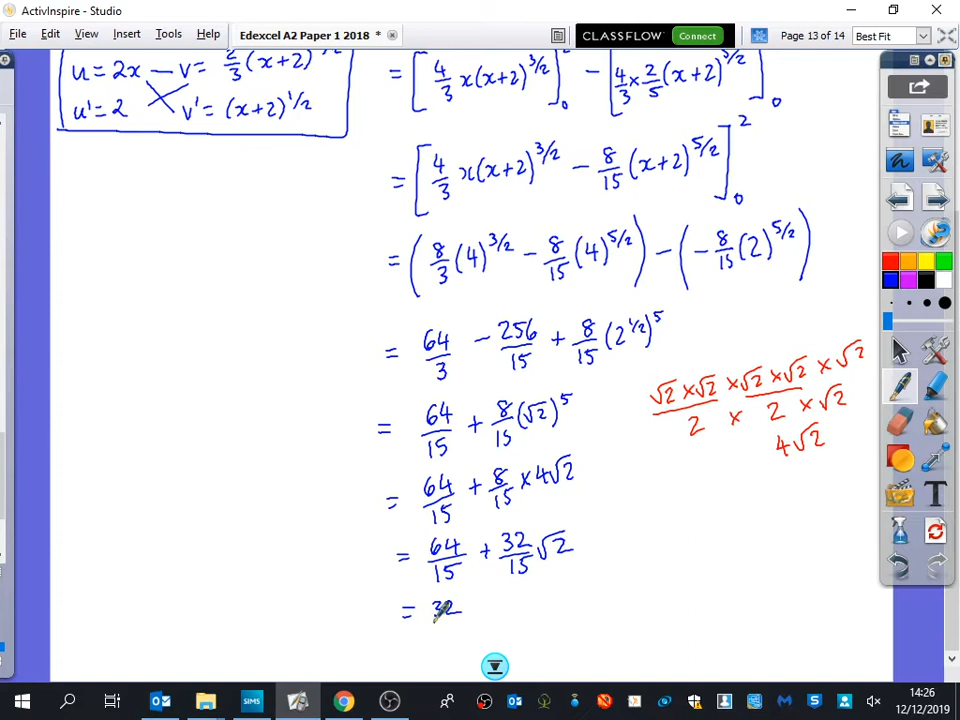 ActivInspire - Studio
File Edit View Insert Tools Help Edexcel A2 Paper 1 2018 * CLASSFLOW Connect Page 13 of 14 Best Fit
u = 2x v = 2/3 (x+2)
u' = 2 v' = (x+2)^1/2
= [4/3 x(x+2)^3/2]_0 - [4/3 × 2/5 (x+2)]_0
= [4/3 x(x+2)^3/2 - 8/15 (x+2)^5/2]_0^2
= (8/3 (4)^3/2 - 8/15 (4)^5/2) - (- 8/15 (2)^5/2)
= 64/3 - 256/15 + 8/15 (2^1/2)^5
√2 × √2 × √2 × √2 × √2
2 × 2 × √2
4√2
= 64/15 + 8/15 (√2)^5
= 64/15 + 8/15 × 4√2
= 64/15 + 32/15 √2
= 32
SIMS
14:26
12/12/2019